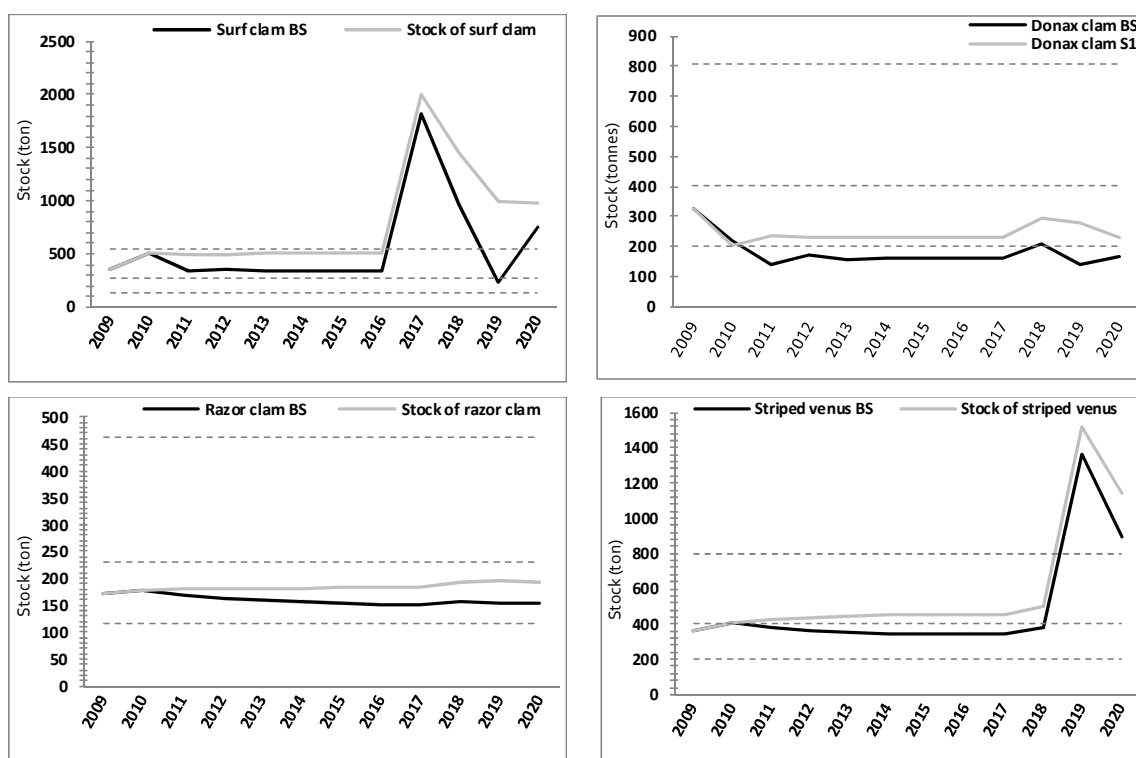 Surf clam BS Stock of surf clam
2500
2000
1500
1000
500
0
Stock (ton)
2009 2010 2011 2012 2013 2014 2015 2016 2017 2018 2019 2020
Donax clam BS
Donax clam S1
900
800
700
600
500
400
300
200
100
0
Stock (tonnes)
2009 2010 2011 2012 2013 2014 2015 2016 2017 2018 2019 2020
Razor clam BS Stock of razor clam
500
450
400
350
300
250
200
150
100
50
0
Stock (ton)
2009 2010 2011 2012 2013 2014 2015 2016 2017 2018 2019 2020
Striped venus BS Stock of striped venus
1600
1400
1200
1000
800
600
400
200
0
Stock (ton)
2009 2010 2011 2012 2013 2014 2015 2016 2017 2018 2019 2020